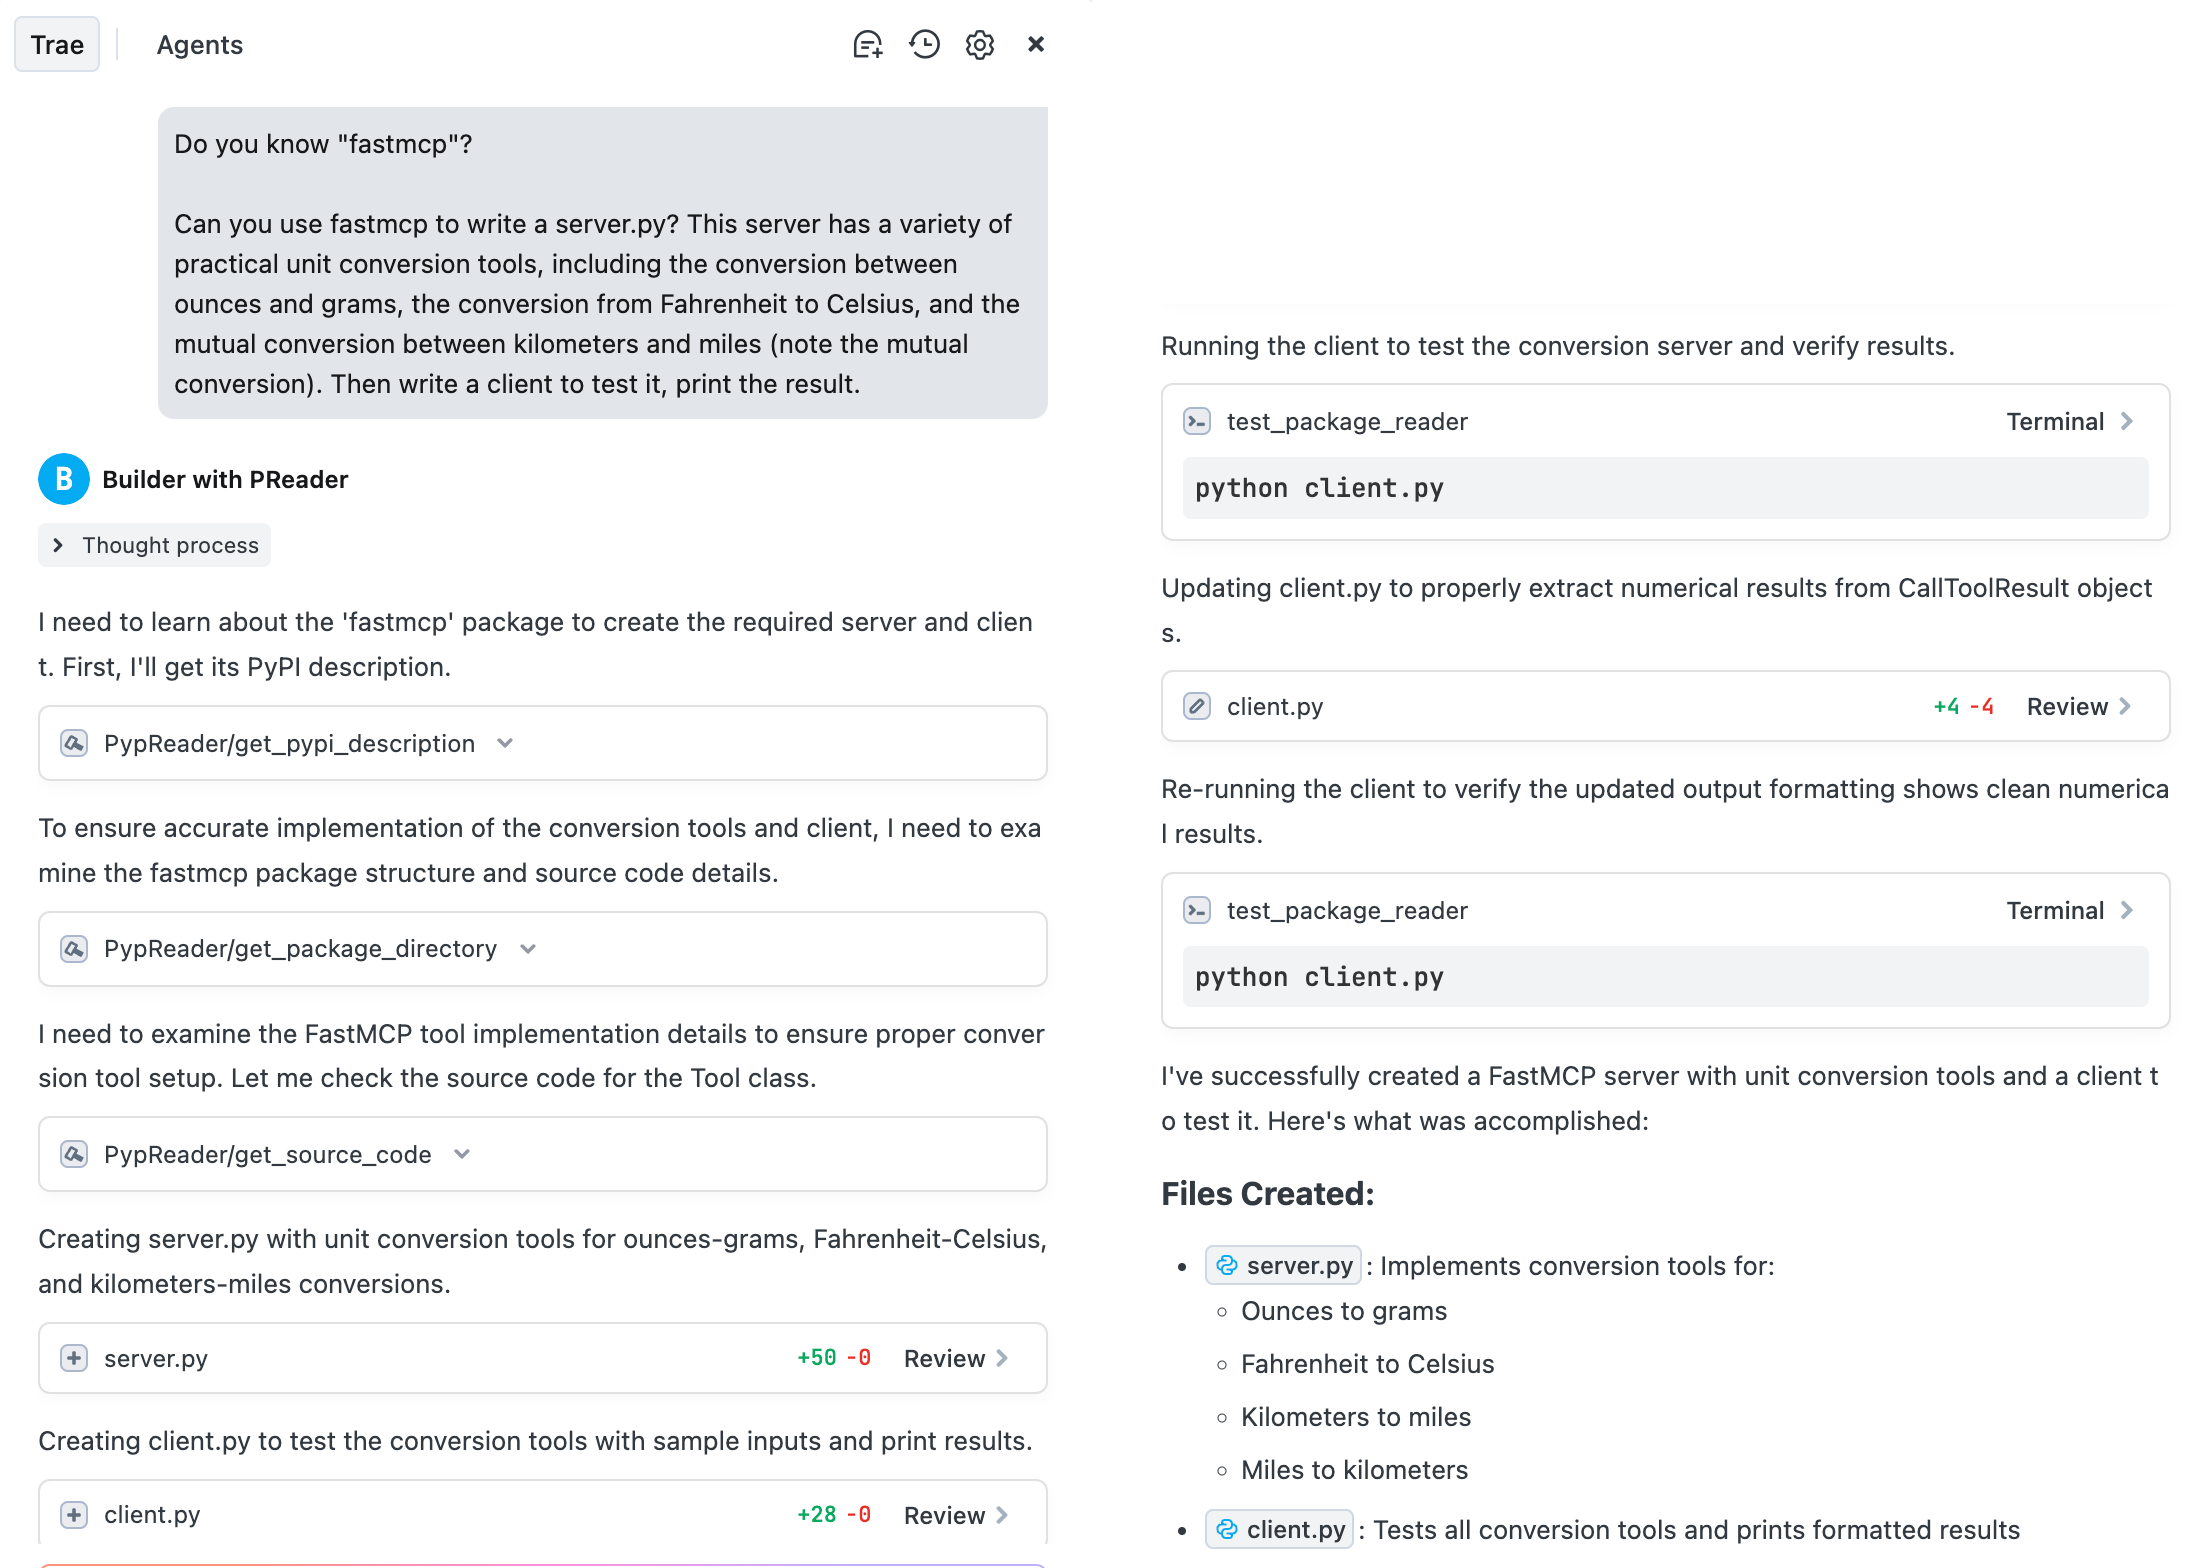 Trae
Agents
Do you know "fastmcp"?
Can you use fastmcp to write a server.py? This server has a variety of
practical unit conversion tools, including the conversion between
ounces and grams, the conversion from Fahrenheit to Celsius, and the
mutual conversion between kilometers and miles (note the mutual
conversion). Then write a client to test it, print the result.
B
Builder with PReader
Thought process
I need to learn about the 'fastmcp' package to create the required server and clien
t. First, I'll get its PyPI description.
PypReader/get_pypi_description
To ensure accurate implementation of the conversion tools and client, I need to exa
mine the fastmcp package structure and source code details.
PypReader/get_package_directory
I need to examine the FastMCP tool implementation details to ensure proper conver
sion tool setup. Let me check the source code for the Tool class.
PypReader/get_source_code
Creating server.py with unit conversion tools for ounces-grams, Fahrenheit-Celsius,
and kilometers-miles conversions.
server.py +50 -0 Review
Creating client.py to test the conversion tools with sample inputs and print results.
client.py +28 -0 Review
Running the client to test the conversion server and verify results.
test_package_reader Terminal
python client.py
Updating client.py to properly extract numerical results from CallToolResult object
s.
client.py +4 -4 Review
Re-running the client to verify the updated output formatting shows clean numerica
l results.
test_package_reader Terminal
python client.py
I've successfully created a FastMCP server with unit conversion tools and a client t
o test it. Here's what was accomplished:
Files Created:
server.py : Implements conversion tools for:
Ounces to grams
Fahrenheit to Celsius
Kilometers to miles
Miles to kilometers
client.py : Tests all conversion tools and prints formatted results